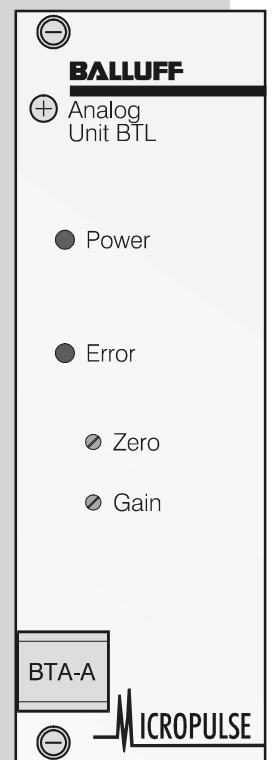 BALLUFF
Analog
Unit BTL
Power
Error
Zero
Gain
BTA-A
MICROPULSE